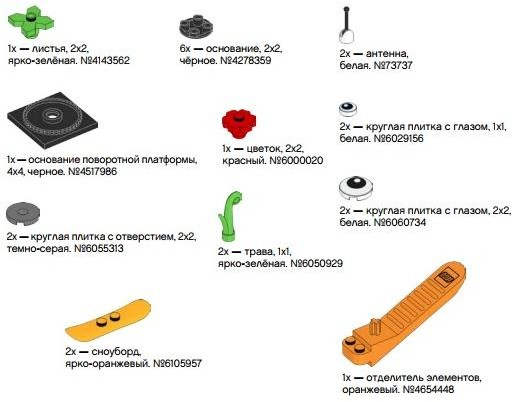 1x — листья, 2x2,
ярко-зелёная. №4143562
6x — основание, 2x2,
чёрное. №4278359
2x — антенна,
белая. №73737
1x — основание поворотной платформы,
4x4, черное. №4517986
1x — цветок, 2x2,
красный. №6000020
2x — круглая плитка с глазом, 1x1,
белая. №6029156
2x — круглая плитка с отверстием, 2x2,
темно-серая. №6055313
2x — трава, 1x1,
ярко-зелёная. №6050929
2x — круглая плитка с глазом, 2x2,
белая. №6060734
2x — сноуборд,
ярко-оранжевый. №6105957
1x — отделитель элементов,
оранжевый. №4654448